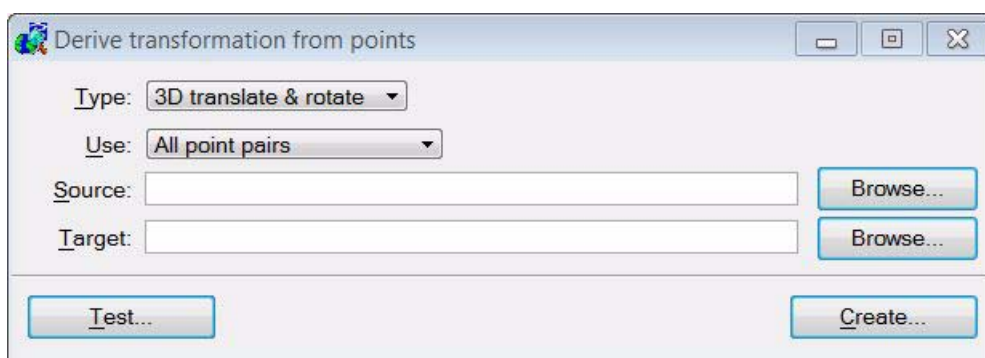 Derive transformation from points
Type: 3D translate & rotate
Use: All point pairs
Source: Browse...
Target: Browse...
Test... Create...